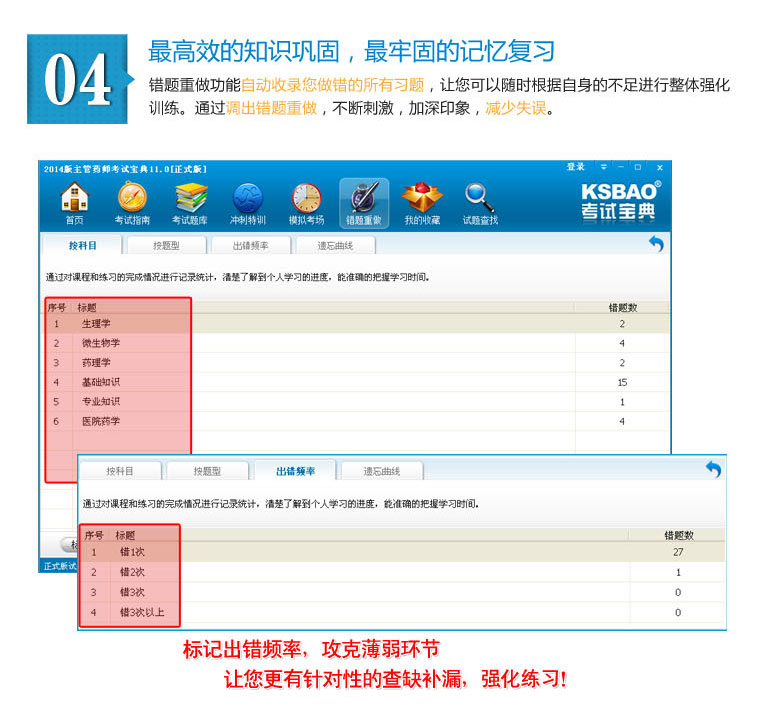 04
最高效的知识巩固，最牢固的记忆复习
错题重做功能自动收录您做错的所有习题，让您可以随时根据自身的不足进行整体强化
训练。通过调出错题重做，不断刺激，加深印象，减少失误。
2014版主管药师考试宝典11.0[正式版]
登录
首页 考试指南 考试题库 冲刺特训 模拟考场 错题重做 我的收藏 试题查找
KSBAO®
考试宝典
按科目 按题型 出错频率 遗忘曲线
通过对课程和练习的完成情况进行记录统计，清楚了解到个人学习的进度，能准确的把握学习时间。
序号 标题 错题数
1 生理学 2
2 微生物学 4
3 药理学 2
4 基础知识 15
5 专业知识 1
6 医院药学 4
按科目 按题型 出错频率 遗忘曲线
通过对课程和练习的完成情况进行记录统计，清楚了解到个人学习的进度，能准确的把握学习时间。
序号 标题 错题数
1 错1次 27
2 错2次 1
3 错3次 0
4 错3次以上 0
正式版试
标记出错频率，攻克薄弱环节
让您更有针对性的查缺补漏，强化练习!